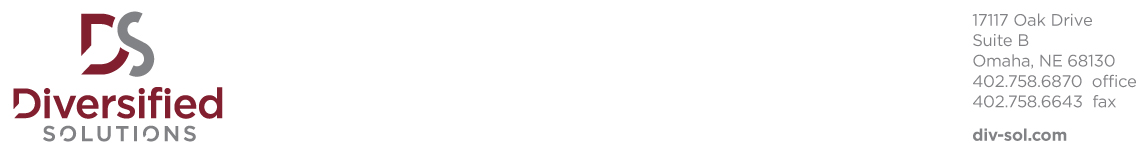 DS
Diversified
SOLUTIONS
17117 Oak Drive
Suite B
Omaha, NE 68130
402.758.6870 office
402.758.6643 fax
div-sol.com